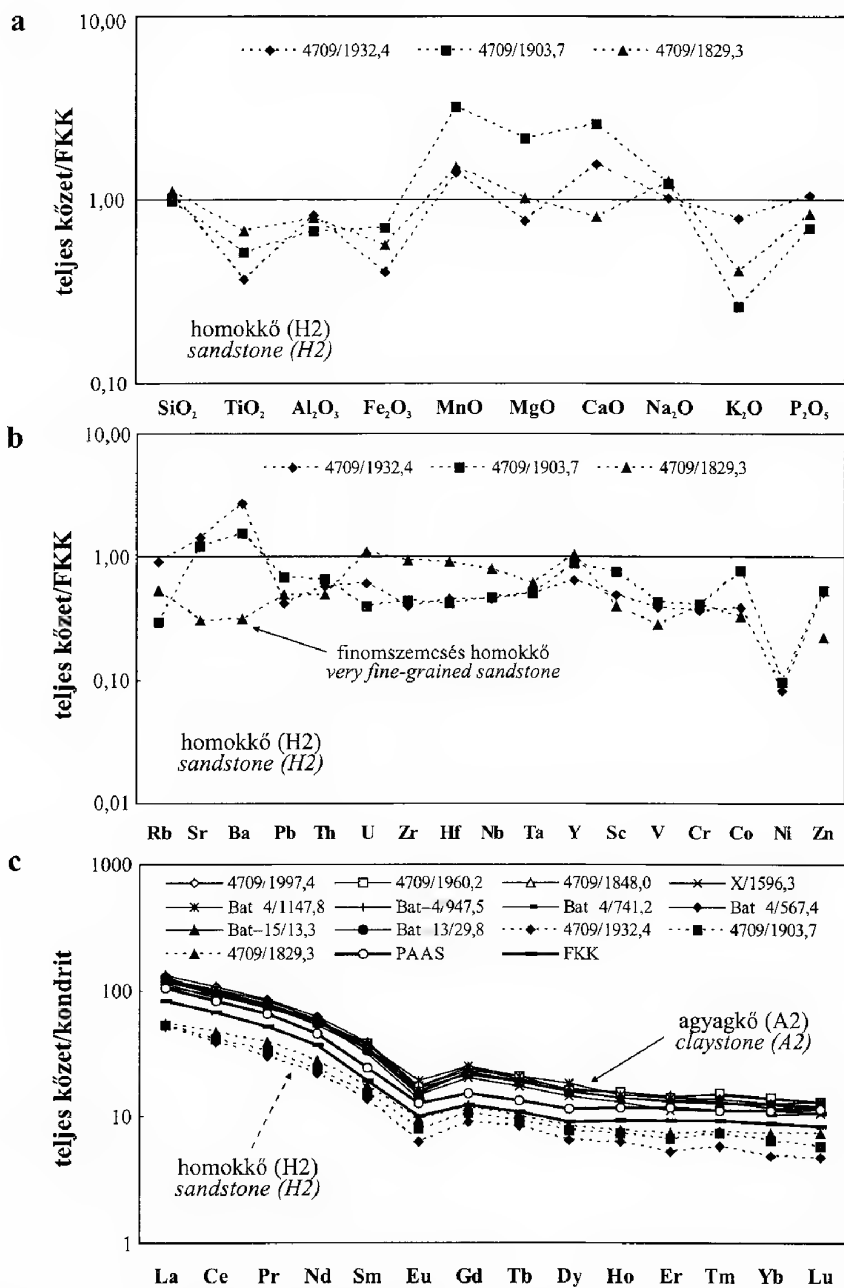 a
10,00
4709/1932,4 4709/1903,7 4709/1829,3
1,00
teljes kőzet/FKK
homokkő (H2)
sandstone (H2)
0,10
SiO₂ TiO₂ Al₂O₃ Fe₂O₃ MnO MgO CaO Na₂O K₂O P₂O₅
b
10,00
4709/1932,4 4709/1903,7 4709/1829,3
1,00
teljes kőzet/FKK
finomszemcsés homokkő
very fine-grained sandstone
0,10
homokkő (H2)
sandstone (H2)
0,01
Rb Sr Ba Pb Th U Zr Hf Nb Ta Y Sc V Cr Co Ni Zn
c
1000
4709/1997,4 4709/1960,2 4709/1848,0 X/1596,3
Bat 4/1147,8 Bat–4/947,5 Bat 4/741,2 Bat 4/567,4
Bat–15/13,3 Bat 13/29,8 4709/1932,4 4709/1903,7
4709/1829,3 PAAS FKK
100
teljes kőzet/kondrit
agyagkő (A2)
claystone (A2)
10
homokkő (H2)
sandstone (H2)
1
La Ce Pr Nd Sm Eu Gd Tb Dy Ho Er Tm Yb Lu